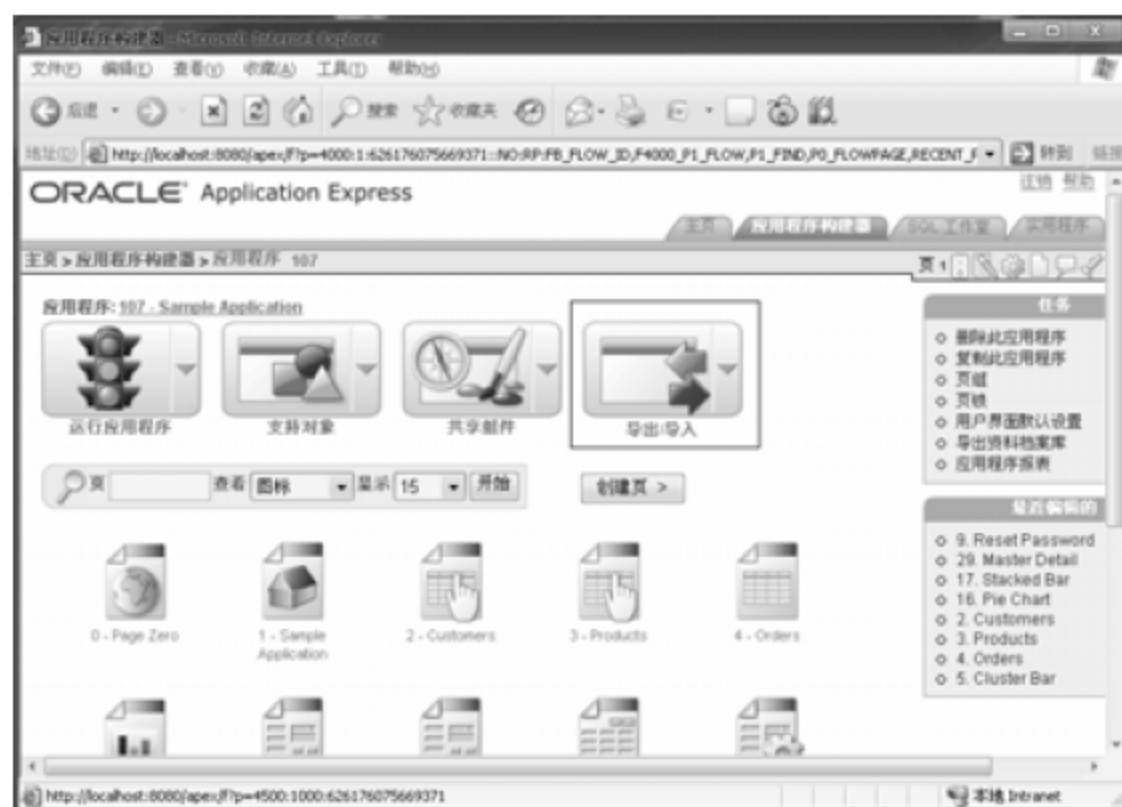 应用程序构建器 - Microsoft Internet Explorer
文件(F) 编辑(E) 查看(V) 收藏(A) 工具(T) 帮助(H)
后退 搜索 收藏夹
地址(D) http://localhost:8080/apex/f?p=4000:1:626176075669371::NO:RP:FB_FLOW_ID,F4000_P1_FLOW,P1_FIND,P0_FLOWPAGE,RECENT_F 转到 链接
ORACLE Application Express
注销 帮助
主页 应用程序构建器 SQL 工作室 实用程序
主页 > 应用程序构建器 > 应用程序 107
页 1
应用程序: 107 - Sample Application
运行应用程序
支持对象
共享组件
导出/导入
页 查看 图标 显示 15 开始 创建页 >
0 - Page Zero
1 - Sample Application
2 - Customers
3 - Products
4 - Orders
任务
删除此应用程序
复制此应用程序
页组
页锁
用户界面默认设置
导出资料档案库
应用程序报表
最近编辑的
9. Reset Password
29. Master Detail
17. Stacked Bar
16. Pie Chart
2. Customers
3. Products
4. Orders
5. Cluster Bar
http://localhost:8080/apex/f?p=4500:1000:626176075669371
本地 Intranet